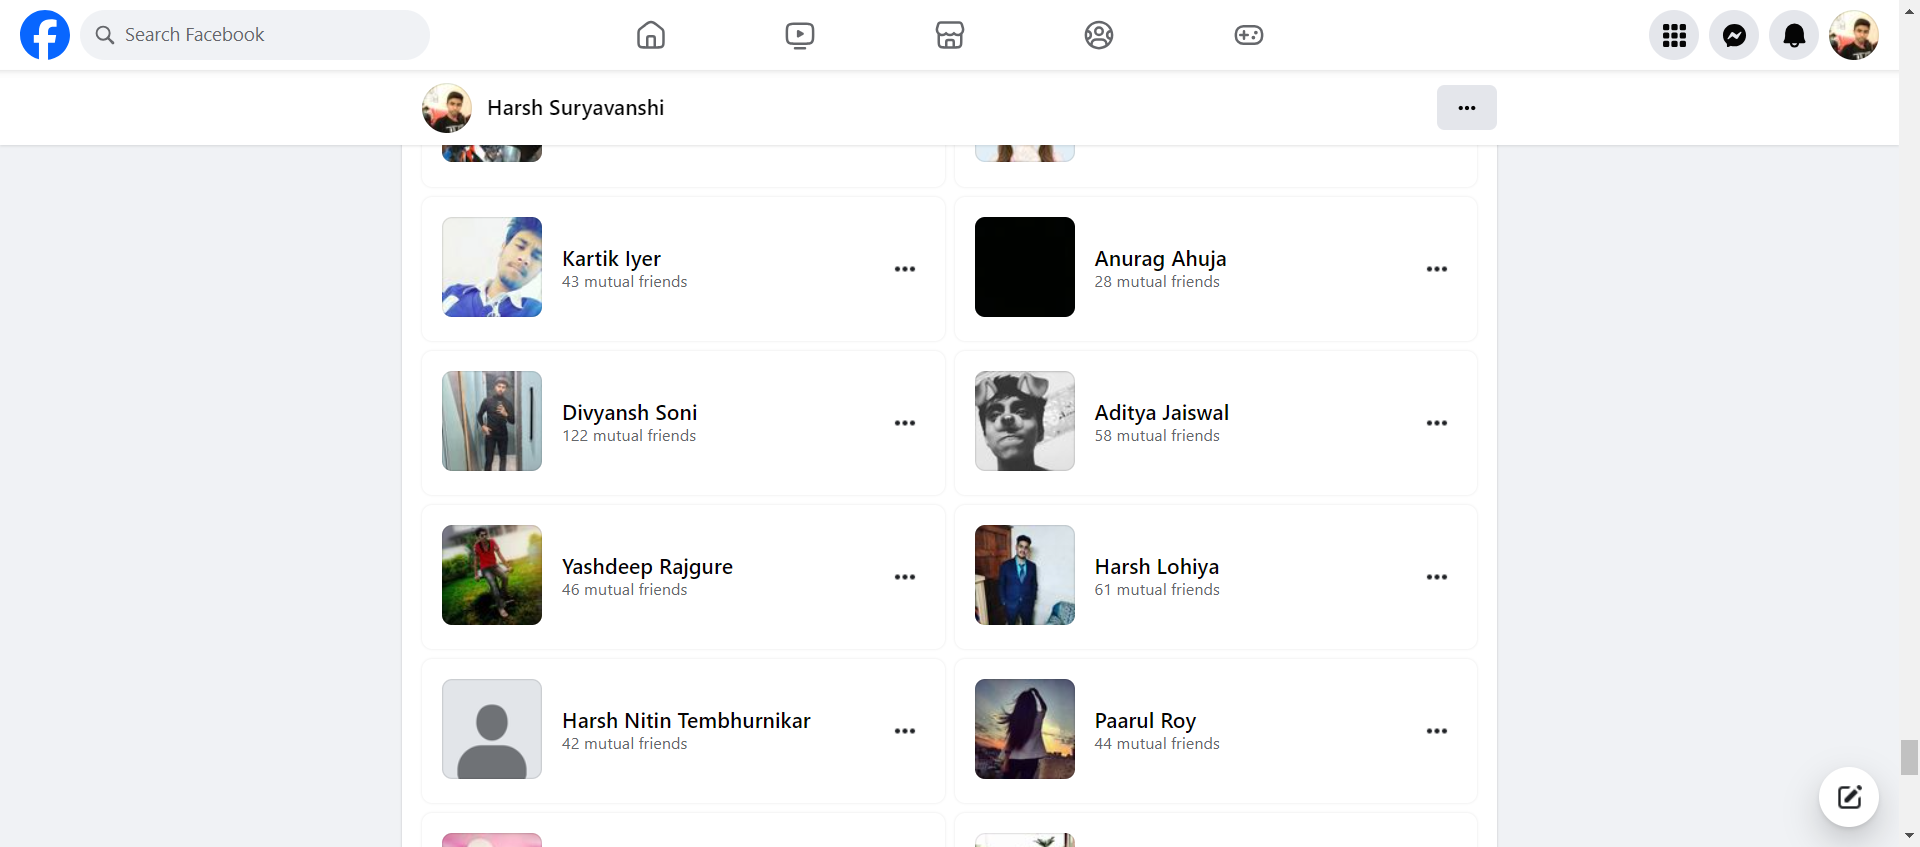 Search Facebook
Harsh Suryavanshi
Kartik Iyer
43 mutual friends
Anurag Ahuja
28 mutual friends
Divyansh Soni
122 mutual friends
Aditya Jaiswal
58 mutual friends
Yashdeep Rajgure
46 mutual friends
Harsh Lohiya
61 mutual friends
Harsh Nitin Tembhurnikar
42 mutual friends
Paarul Roy
44 mutual friends